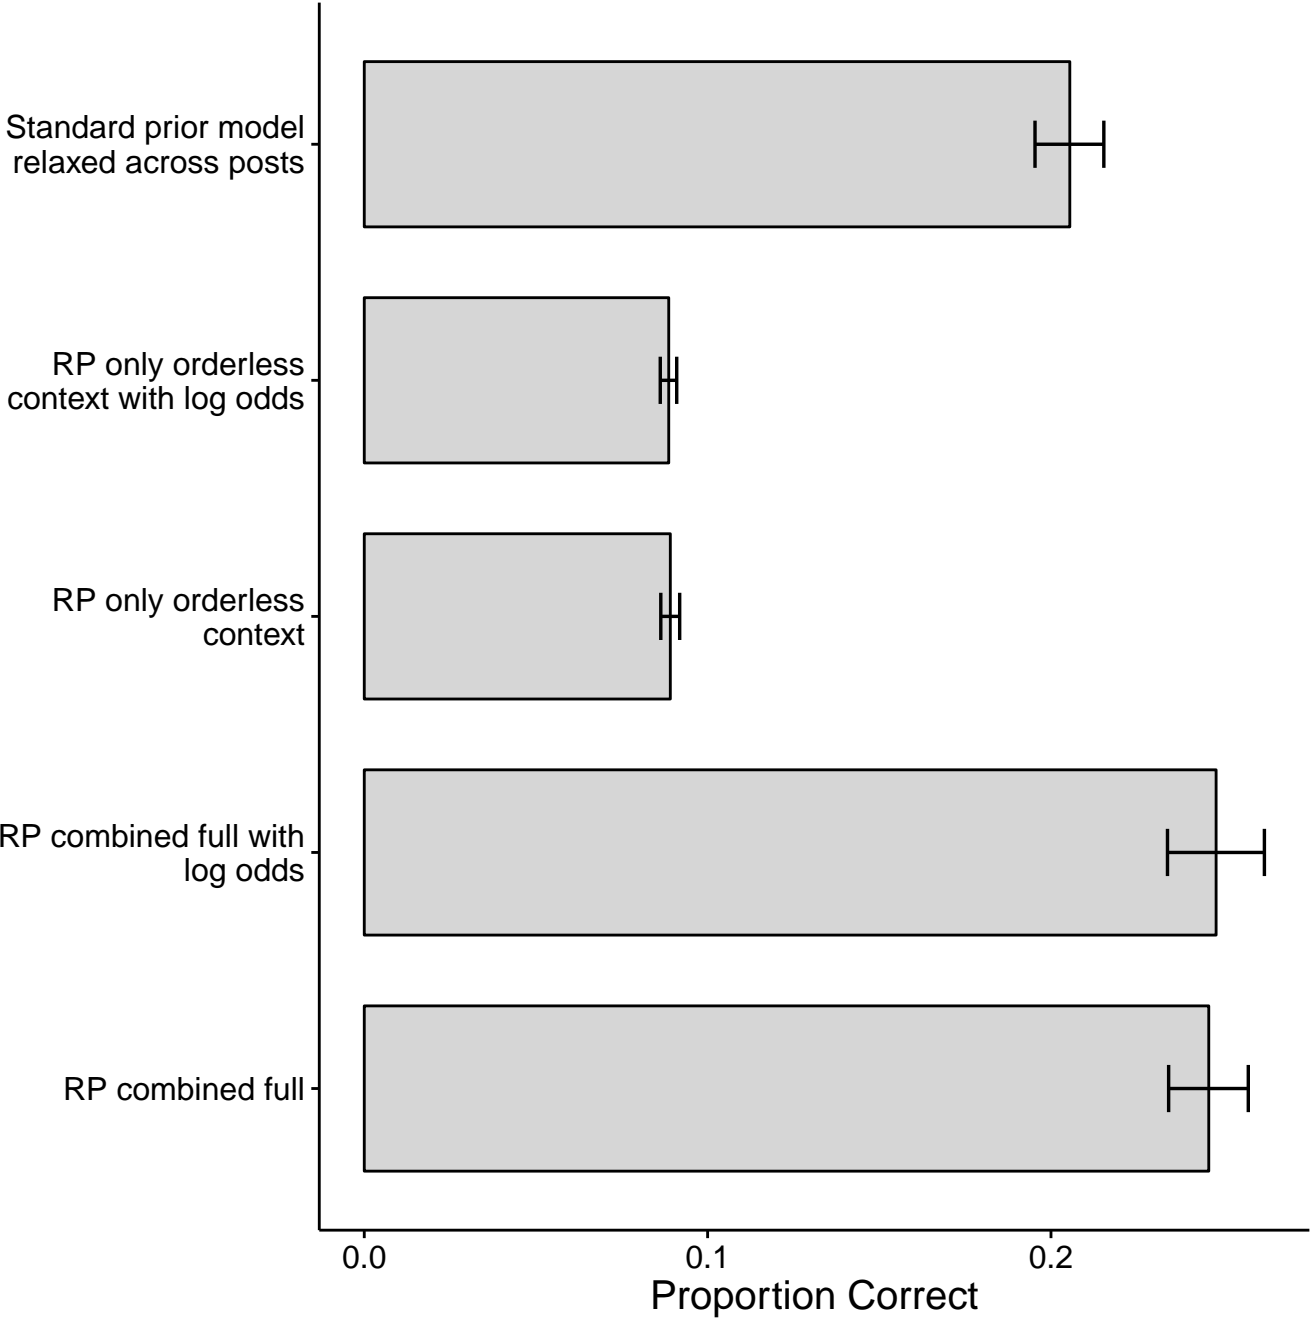 Standard prior model
relaxed across posts
RP only orderless
context with log odds
RP only orderless
context
RP combined full with
log odds
RP combined full
0.0 0.1 0.2
Proportion Correct